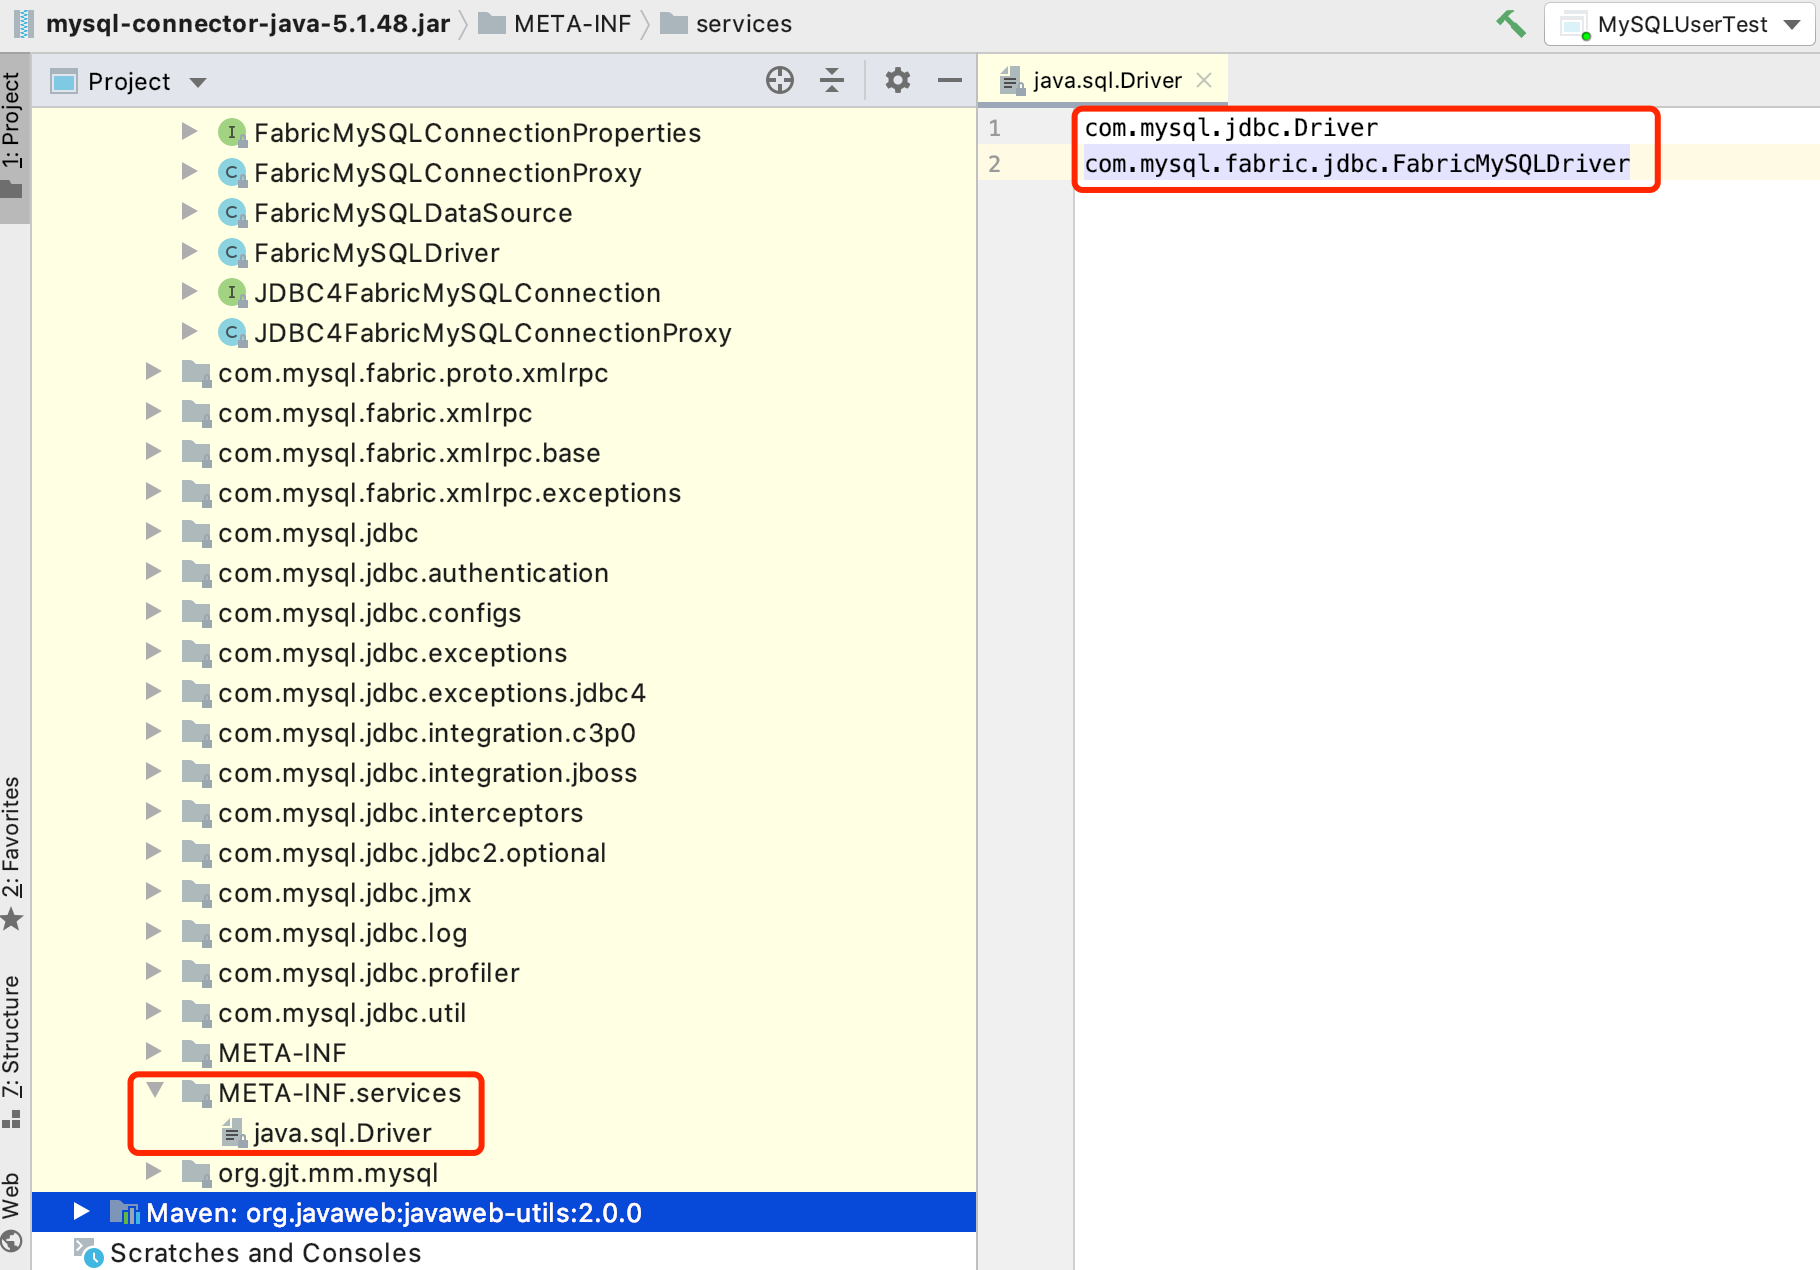 mysql-connector-java-5.1.48.jar META-INF services MySQLUserTest
1: Project
Project
java.sql.Driver
FabricMySQLConnectionProperties
FabricMySQLConnectionProxy
FabricMySQLDataSource
FabricMySQLDriver
JDBC4FabricMySQLConnection
JDBC4FabricMySQLConnectionProxy
com.mysql.fabric.proto.xmlrpc
com.mysql.fabric.xmlrpc
com.mysql.fabric.xmlrpc.base
com.mysql.fabric.xmlrpc.exceptions
com.mysql.jdbc
com.mysql.jdbc.authentication
com.mysql.jdbc.configs
com.mysql.jdbc.exceptions
com.mysql.jdbc.exceptions.jdbc4
com.mysql.jdbc.integration.c3p0
com.mysql.jdbc.integration.jboss
com.mysql.jdbc.interceptors
com.mysql.jdbc.jdbc2.optional
com.mysql.jdbc.jmx
com.mysql.jdbc.log
com.mysql.jdbc.profiler
com.mysql.jdbc.util
META-INF
META-INF.services
java.sql.Driver
org.gjt.mm.mysql
Maven: org.javaweb:javaweb-utils:2.0.0
Scratches and Consoles
2: Favorites
7: Structure
Web
1 com.mysql.jdbc.Driver
2 com.mysql.fabric.jdbc.FabricMySQLDriver